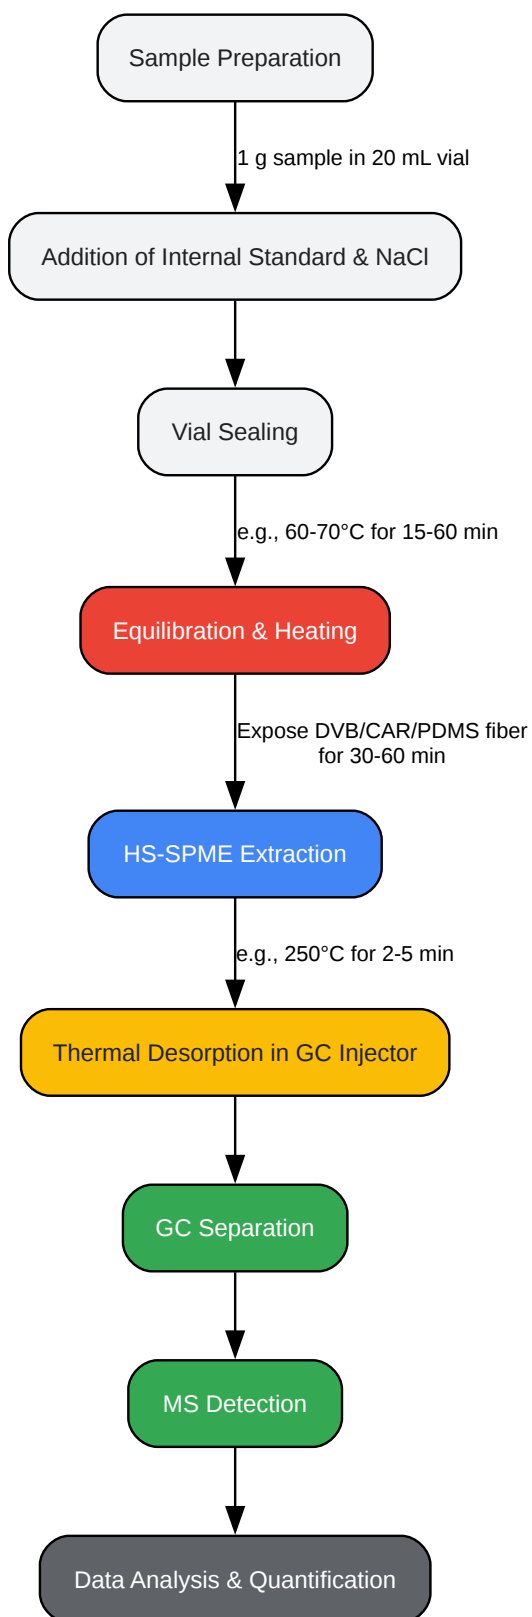 Sample Preparation
1 g sample in 20 mL vial
Addition of Internal Standard & NaCl
Vial Sealing
e.g., 60-70°C for 15-60 min
Equilibration & Heating
Expose DVB/CAR/PDMS fiber
for 30-60 min
HS-SPME Extraction
e.g., 250°C for 2-5 min
Thermal Desorption in GC Injector
GC Separation
MS Detection
Data Analysis & Quantification